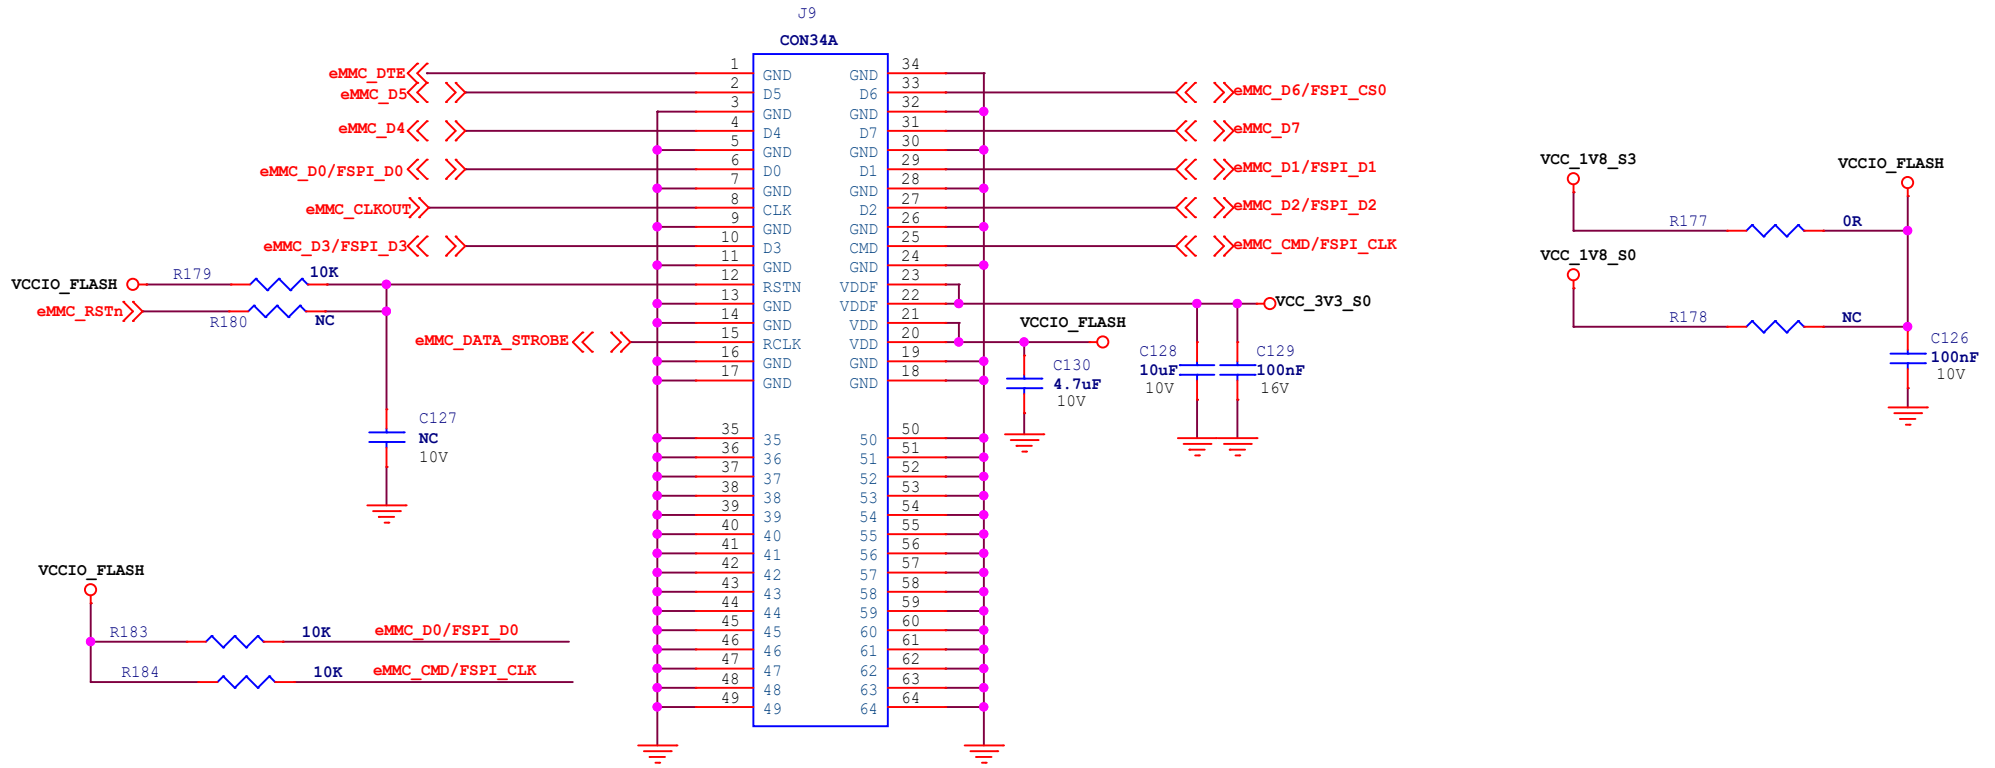 J9
CON34A
eMMC_DTE 1 GND GND 34
eMMC_D5 2 D5 D6 33 eMMC_D6/FSPI_CS0
3 GND GND 32
eMMC_D4 4 D4 D7 31 eMMC_D7
5 GND GND 30
eMMC_D0/FSPI_D0 6 D0 D1 29 eMMC_D1/FSPI_D1
7 GND GND 28
eMMC_CLKOUT 8 CLK D2 27 eMMC_D2/FSPI_D2
9 GND GND 26
eMMC_D3/FSPI_D3 10 D3 CMD 25 eMMC_CMD/FSPI_CLK
11 GND GND 24
VCCIO_FLASH R179 10K 12 RSTN VDDF 23
eMMC_RSTn R180 NC 13 GND VDDF 22 VCC_3V3_S0
14 GND VDD 21 VCCIO_FLASH
eMMC_DATA_STROBE 15 RCLK VDD 20
16 GND GND 19
17 GND GND 18
C130
4.7uF
10V
C128
10uF
10V
C129
100nF
16V
C127
NC
10V
35 35 50 50
36 36 51 51
37 37 52 52
38 38 53 53
39 39 54 54
40 40 55 55
41 41 56 56
42 42 57 57
43 43 58 58
44 44 59 59
45 45 60 60
46 46 61 61
47 47 62 62
48 48 63 63
49 49 64 64
VCCIO_FLASH
R183 10K eMMC_D0/FSPI_D0
R184 10K eMMC_CMD/FSPI_CLK
VCC_1V8_S3 VCCIO_FLASH
R177 0R
VCC_1V8_S0
R178 NC
C126
100nF
10V